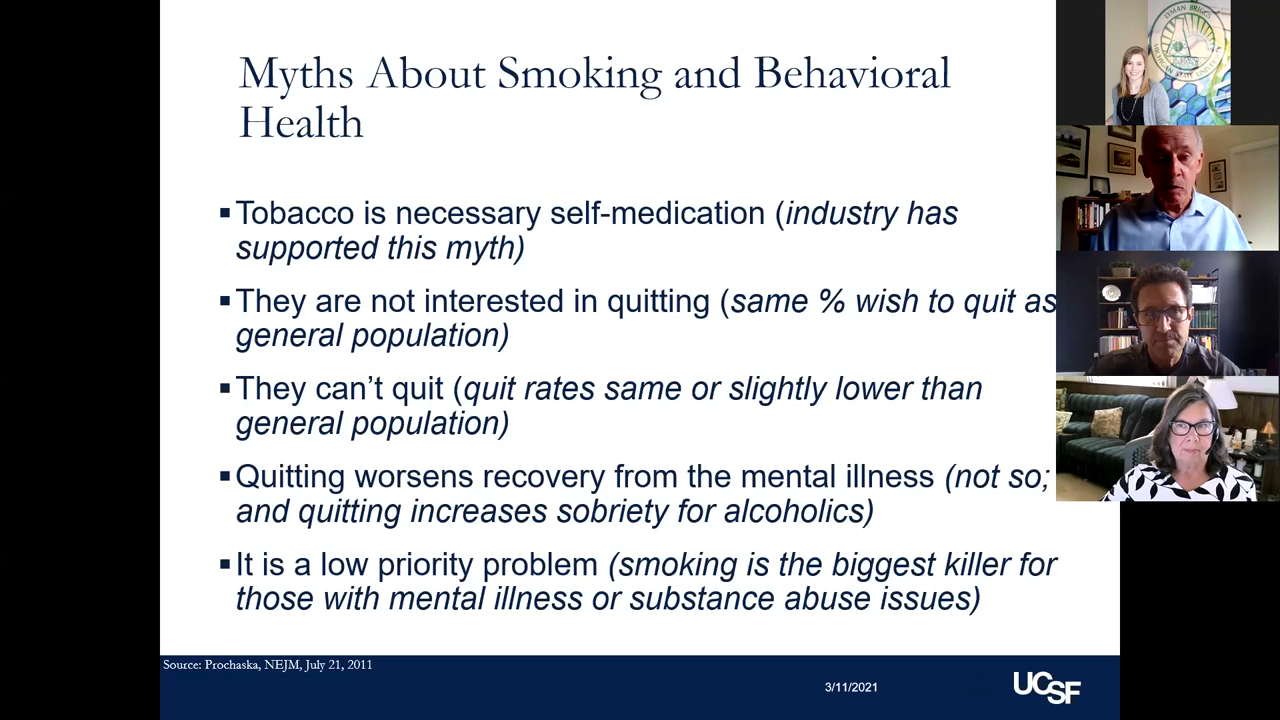 Myths About Smoking and Behavioral
Health
▪Tobacco is necessary self-medication (industry has
supported this myth)
▪They are not interested in quitting (same % wish to quit as
general population)
▪They can’t quit (quit rates same or slightly lower than
general population)
▪Quitting worsens recovery from the mental illness (not so;
and quitting increases sobriety for alcoholics)
▪It is a low priority problem (smoking is the biggest killer for
those with mental illness or substance abuse issues)
Source: Prochaska, NEJM, July 21, 2011
3/11/2021
UCSF
LYMAN BRIGGS